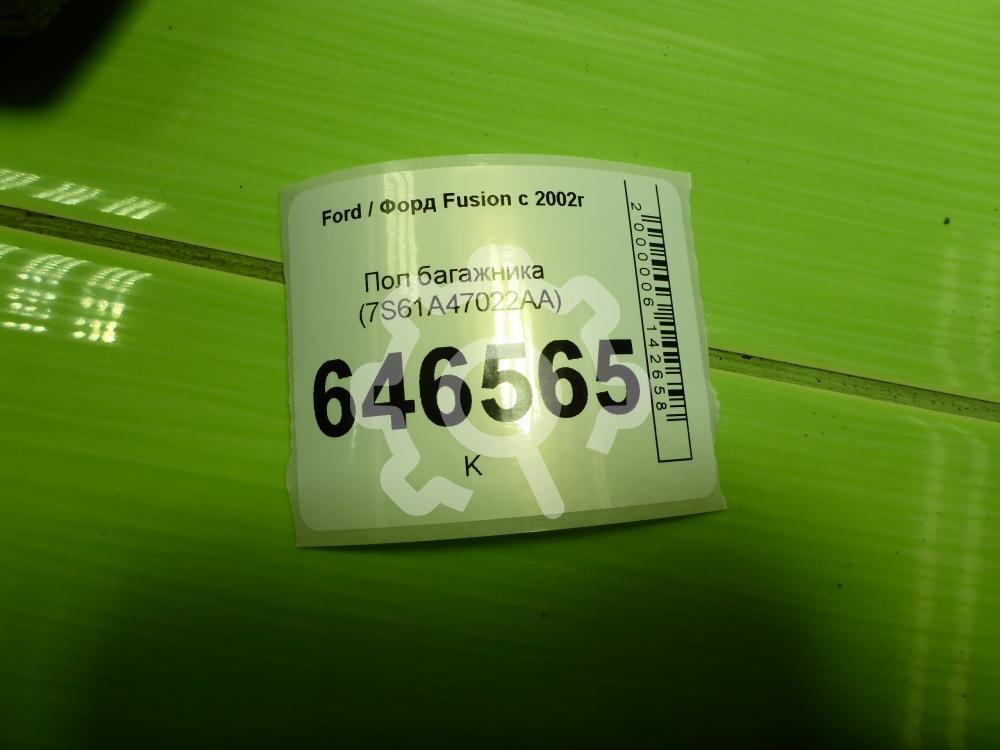 Ford / Форд Fusion с 2002г
Пол багажника
(7S61A47022AA)
646565
К
2000006142658